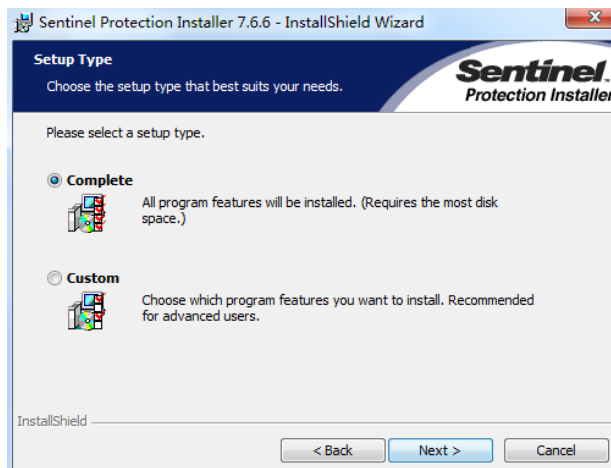 Sentinel Protection Installer 7.6.6 - InstallShield Wizard
Setup Type
Choose the setup type that best suits your needs.
Sentinel.
Protection Installer
Please select a setup type.
Complete
All program features will be installed. (Requires the most disk
space.)
Custom
Choose which program features you want to install. Recommended
for advanced users.
InstallShield
< Back
Next >
Cancel